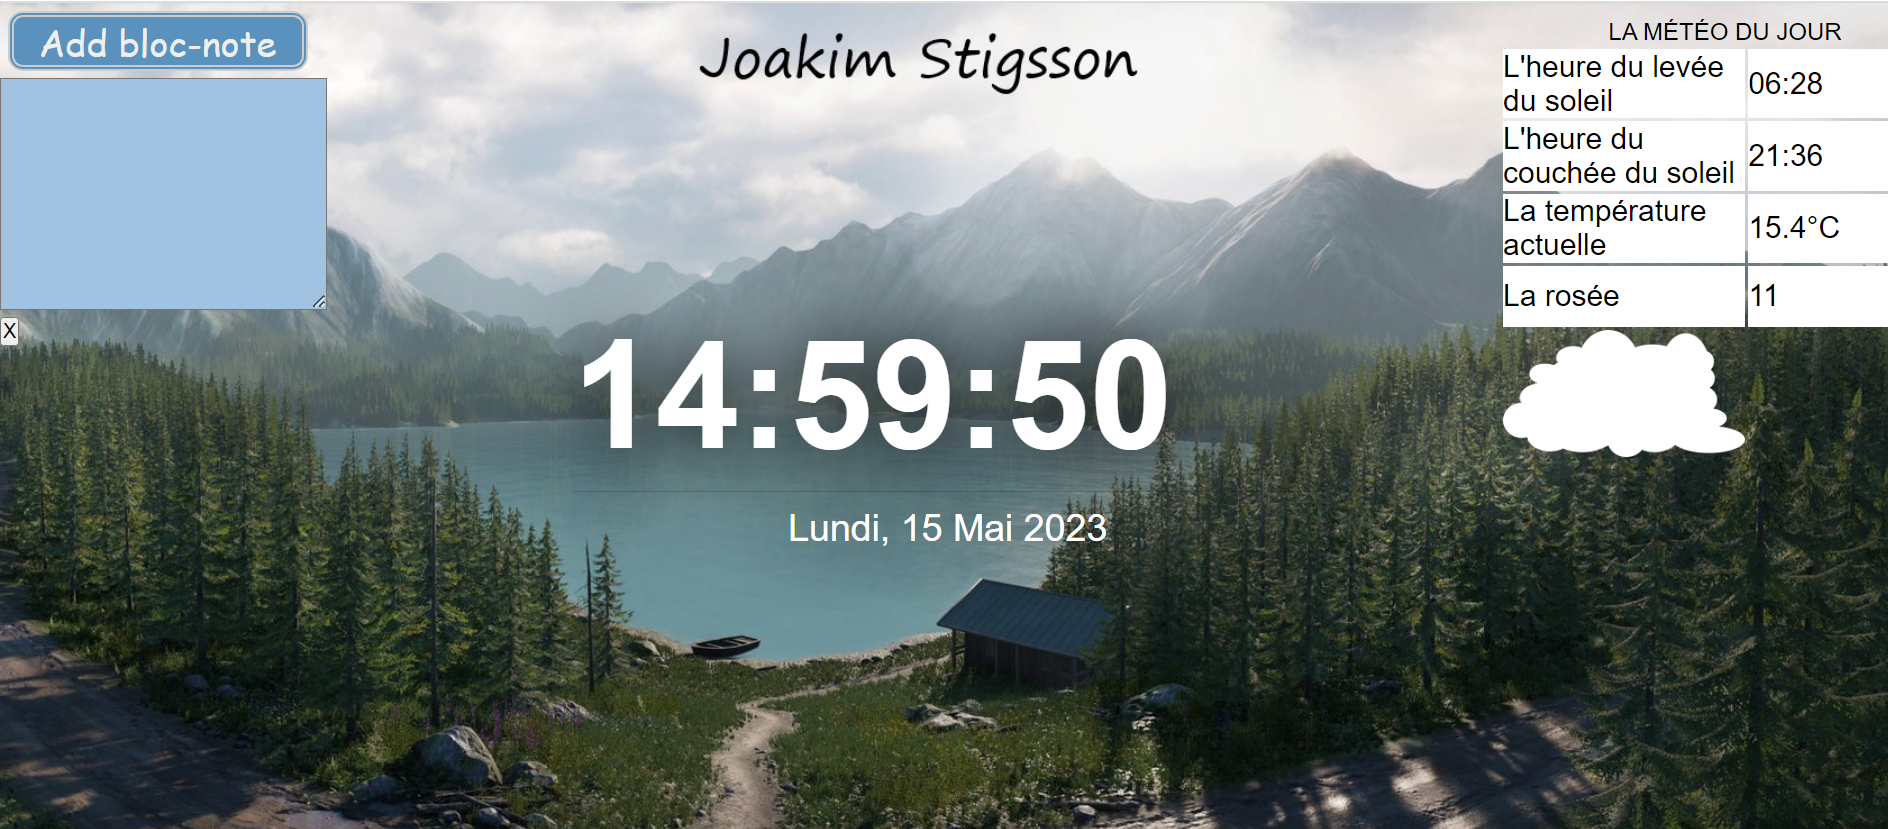 Add bloc-note
Joakim Stigsson
LA MÉTÉO DU JOUR
L'heure du levée
du soleil
06:28
L'heure du
couchée du soleil
21:36
La température
actuelle
15.4°C
La rosée
11
X
14:59:50
Lundi, 15 Mai 2023